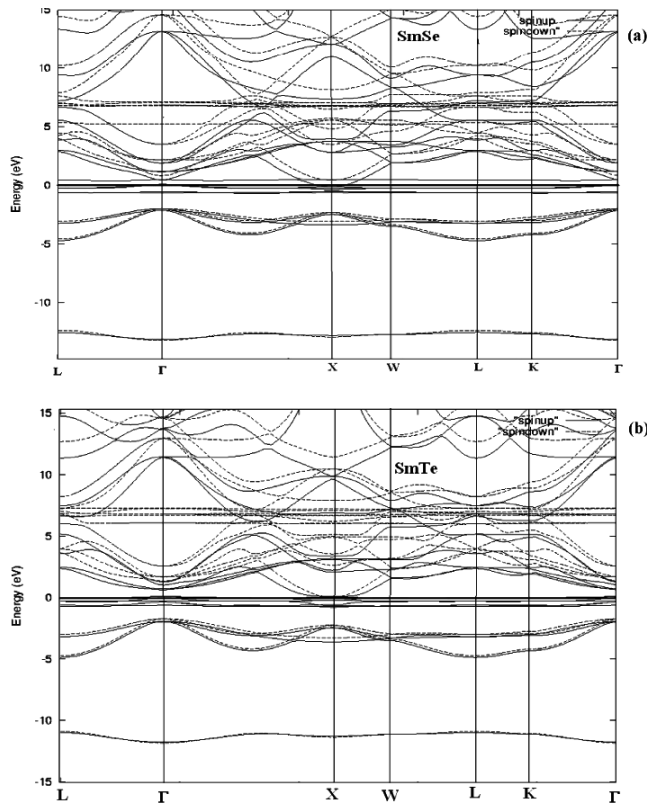 15
spinup
spindown"
(a)
SmSe
10
5
0
Energy (eV)
-5
-10
L Γ X W L K Γ
15
"spinup"
"spindown"
(b)
SmTe
10
5
0
Energy (eV)
-5
-10
-15
L Γ X W L K Γ